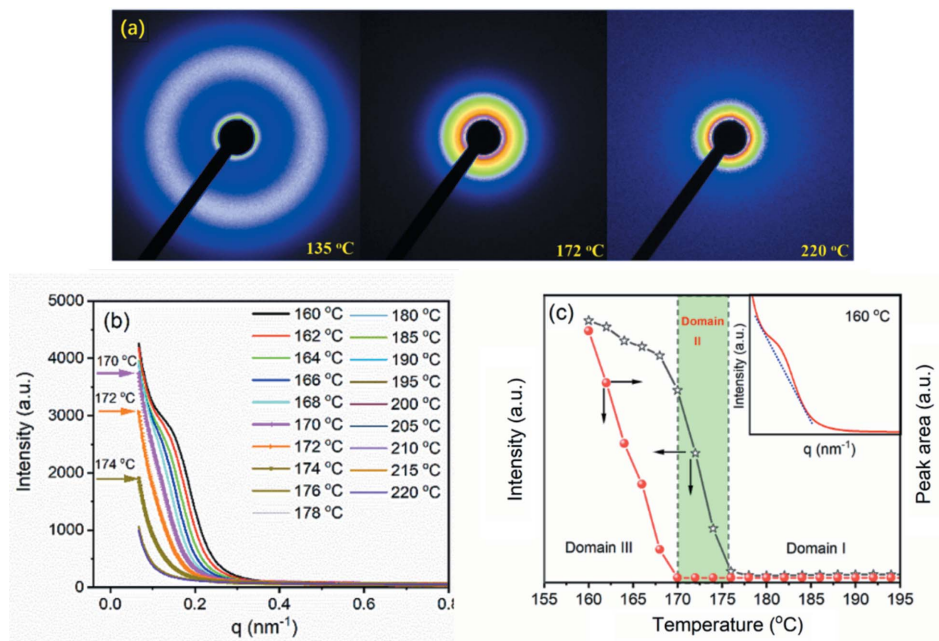 (a)
135 °C
172 °C
220 °C
(b)
5000
4000
3000
2000
1000
0
Intensity (a.u.)
170 °C
172 °C
174 °C
160 °C
162 °C
164 °C
166 °C
168 °C
170 °C
172 °C
174 °C
176 °C
178 °C
180 °C
185 °C
190 °C
195 °C
200 °C
205 °C
210 °C
215 °C
220 °C
0.0 0.2 0.4 0.6 0.8
q (nm⁻¹)
(c)
Domain
II
160 °C
Intensity (a.u.)
q (nm⁻¹)
Intensity (a.u.)
Peak area (a.u.)
Domain III
Domain I
155 160 165 170 175 180 185 190 195
Temperature (°C)